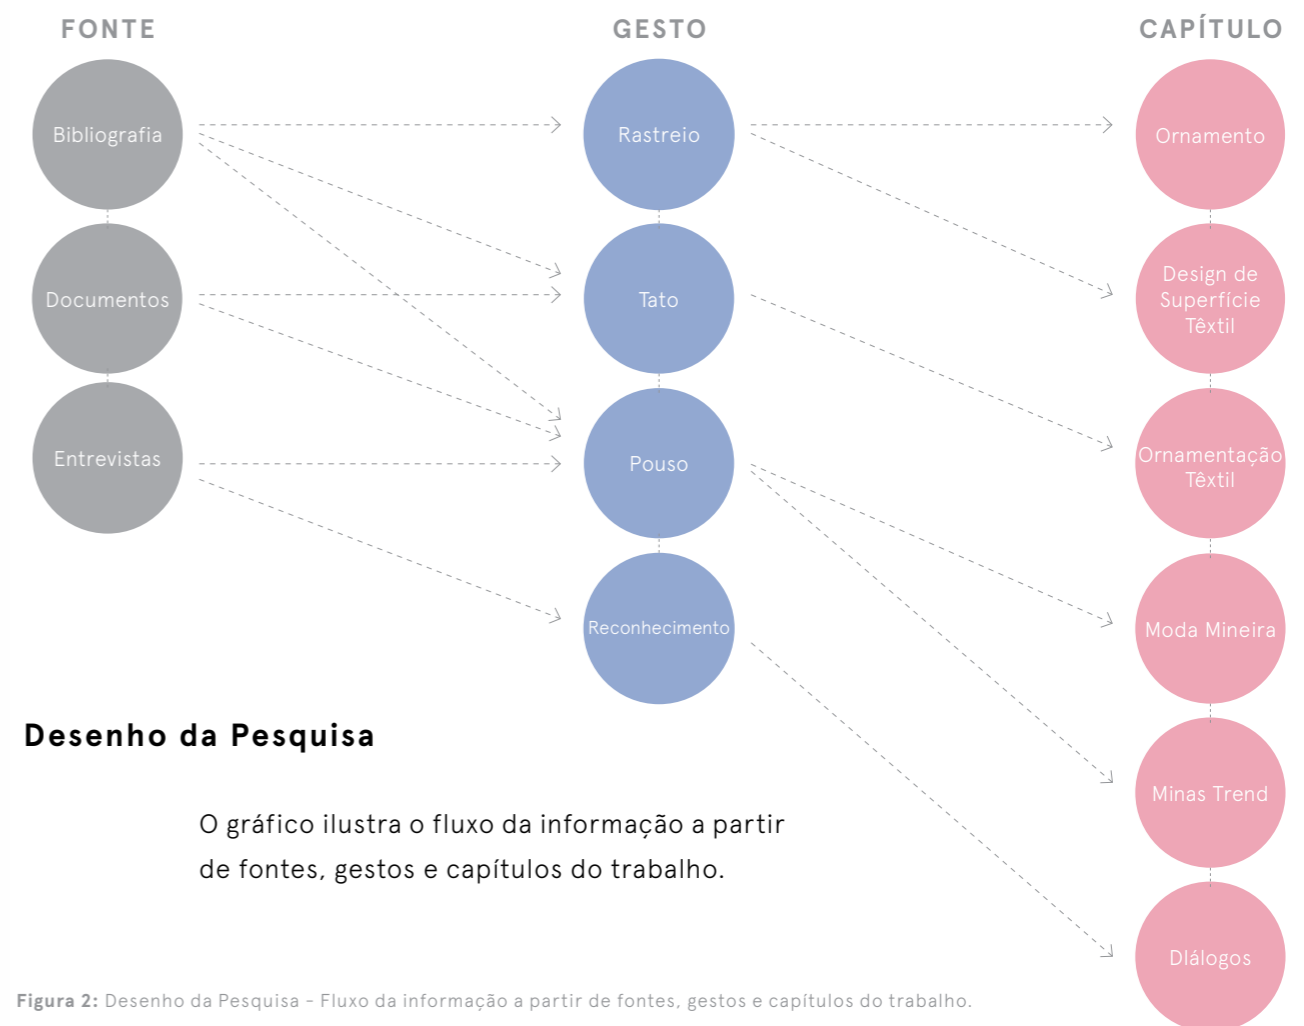 FONTE
GESTO
CAPÍTULO
Bibliografia
Rastreio
Ornamento
Documentos
Tato
Design de
Superfície
Têxtil
Entrevistas
Pouso
Ornamentação
Têxtil
Reconhecimento
Moda Mineira
Minas Trend
DIálogos
Desenho da Pesquisa
O gráfico ilustra o fluxo da informação a partir
de fontes, gestos e capítulos do trabalho.
Figura 2: Desenho da Pesquisa - Fluxo da informação a partir de fontes, gestos e capítulos do trabalho.